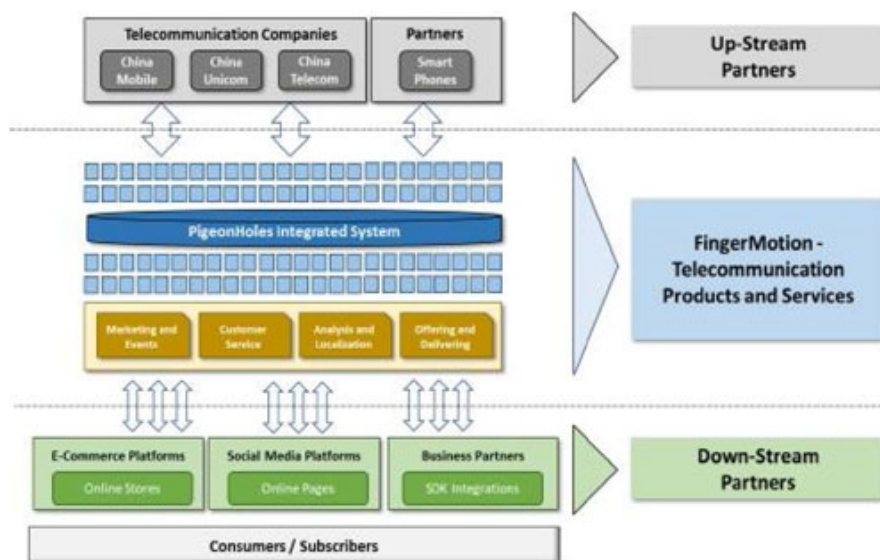 Telecommunication Companies
Partners
China
Mobile
China
Unicom
China
Telecom
Smart
Phones
Up-Stream
Partners
PigeonHoles Integrated System
FingerMotion -
Telecommunication
Products and Services
Marketing and
Events
Customer
Service
Analysis and
Localization
Offering and
Delivering
E-Commerce Platforms
Online Stores
Social Media Platforms
Online Pages
Business Partners
SDK Integrations
Down-Stream
Partners
Consumers / Subscribers